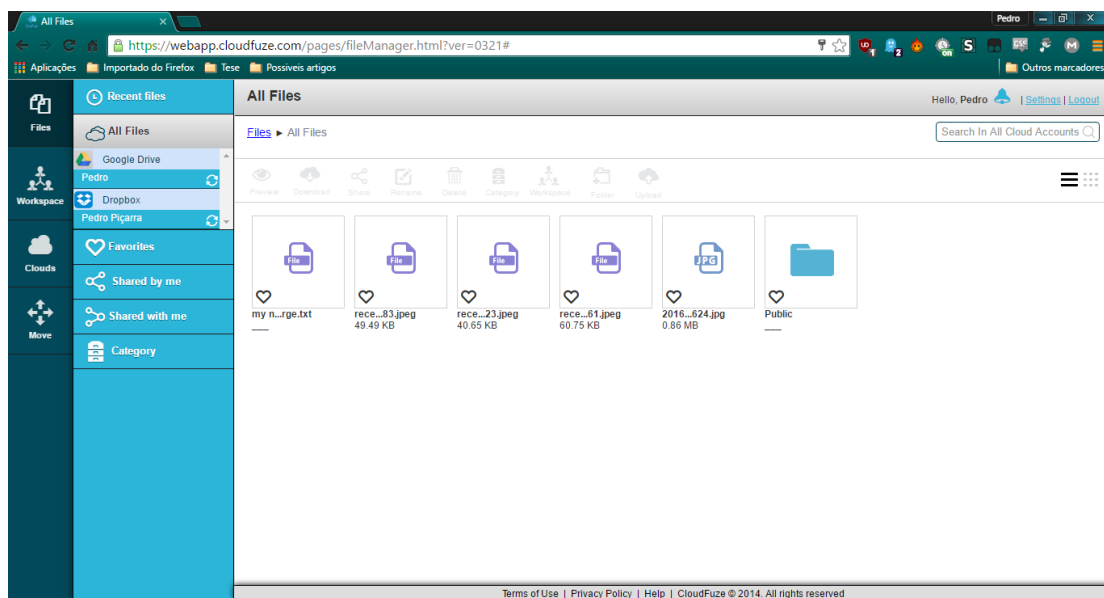 All Files
Pedro
https://webapp.cloudfuze.com/pages/fileManager.html?ver=0321#
Aplicações Importado do Firefox Tese Possiveis artigos Outros marcadores
Files
Workspace
Clouds
Move
Recent files
All Files
Google Drive
Pedro
Dropbox
Pedro Piçarra
Favorites
Shared by me
Shared with me
Category
All Files
Hello, Pedro | Settings | Logout
Files ► All Files
Search In All Cloud Accounts
Preview Download Share Rename Delete Category Workspace Folder Upload
File File File File JPG
my n...rge.txt rece...83.jpeg rece...23.jpeg rece...61.jpeg 2016...624.jpg Public
___ 49.49 KB 40.65 KB 60.75 KB 0.86 MB ___
Terms of Use | Privacy Policy | Help | CloudFuze © 2014. All rights reserved